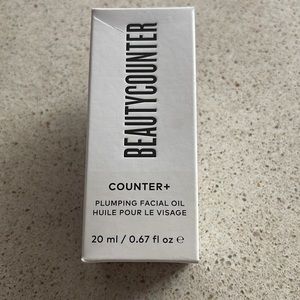 BEAUTYCOUNTER
COUNTER+
PLUMPING FACIAL OIL
HUILE POUR LE VISAGE
20 ml / 0.67 fl oz ℮